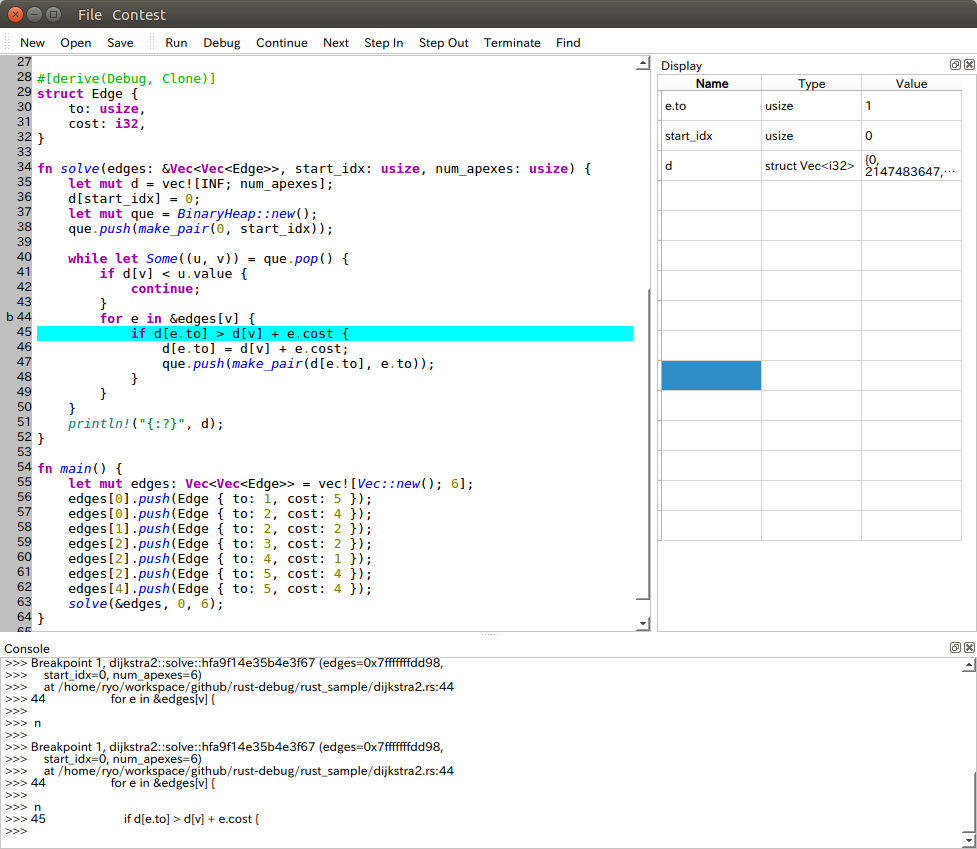 File Contest
New Open Save Run Debug Continue Next Step In Step Out Terminate Find
27
28 #[derive(Debug, Clone)]
29 struct Edge {
30     to: usize,
31     cost: i32,
32 }
33
34 fn solve(edges: &Vec<Vec<Edge>>, start_idx: usize, num_apexes: usize) {
35     let mut d = vec![INF; num_apexes];
36     d[start_idx] = 0;
37     let mut que = BinaryHeap::new();
38     que.push(make_pair(0, start_idx));
39
40     while let Some((u, v)) = que.pop() {
41         if d[v] < u.value {
42             continue;
43         }
b 44         for e in &edges[v] {
45             if d[e.to] > d[v] + e.cost {
46                 d[e.to] = d[v] + e.cost;
47                 que.push(make_pair(d[e.to], e.to));
48             }
49         }
50     }
51     println!("{:?}", d);
52 }
53
54 fn main() {
55     let mut edges: Vec<Vec<Edge>> = vec![Vec::new(); 6];
56     edges[0].push(Edge { to: 1, cost: 5 });
57     edges[0].push(Edge { to: 2, cost: 4 });
58     edges[1].push(Edge { to: 2, cost: 2 });
59     edges[2].push(Edge { to: 3, cost: 2 });
60     edges[2].push(Edge { to: 4, cost: 1 });
61     edges[2].push(Edge { to: 5, cost: 4 });
62     edges[4].push(Edge { to: 5, cost: 4 });
63     solve(&edges, 0, 6);
64 }
65
Display
Name Type Value
e.to usize 1
start_idx usize 0
d struct Vec<i32> {0,
2147483647,⋯
Console
>>> Breakpoint 1, dijkstra2::solve::hfa9f14e35b4e3f67 (edges=0x7fffffffdd98,
>>>     start_idx=0, num_apexes=6)
>>>     at /home/ryo/workspace/github/rust-debug/rust_sample/dijkstra2.rs:44
>>> 44             for e in &edges[v] {
>>>
>>>  n
>>>
>>> Breakpoint 1, dijkstra2::solve::hfa9f14e35b4e3f67 (edges=0x7fffffffdd98,
>>>     start_idx=0, num_apexes=6)
>>>     at /home/ryo/workspace/github/rust-debug/rust_sample/dijkstra2.rs:44
>>> 44             for e in &edges[v] {
>>>
>>>  n
>>> 45                 if d[e.to] > d[v] + e.cost {
>>>